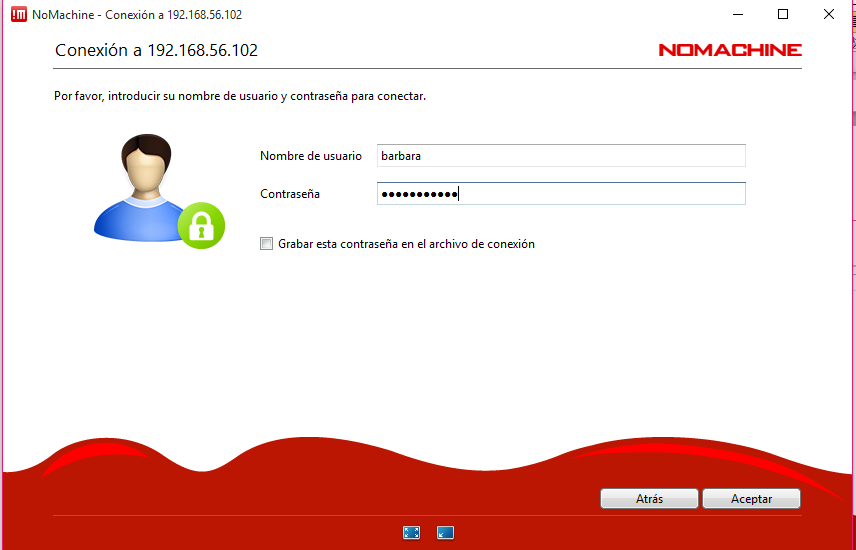 !m NoMachine - Conexión a 192.168.56.102
Conexión a 192.168.56.102
NOMACHINE
Por favor, introducir su nombre de usuario y contraseña para conectar.
Nombre de usuario
barbara
Contraseña
●●●●●●●●●●●
Grabar esta contraseña en el archivo de conexión
Atrás
Aceptar